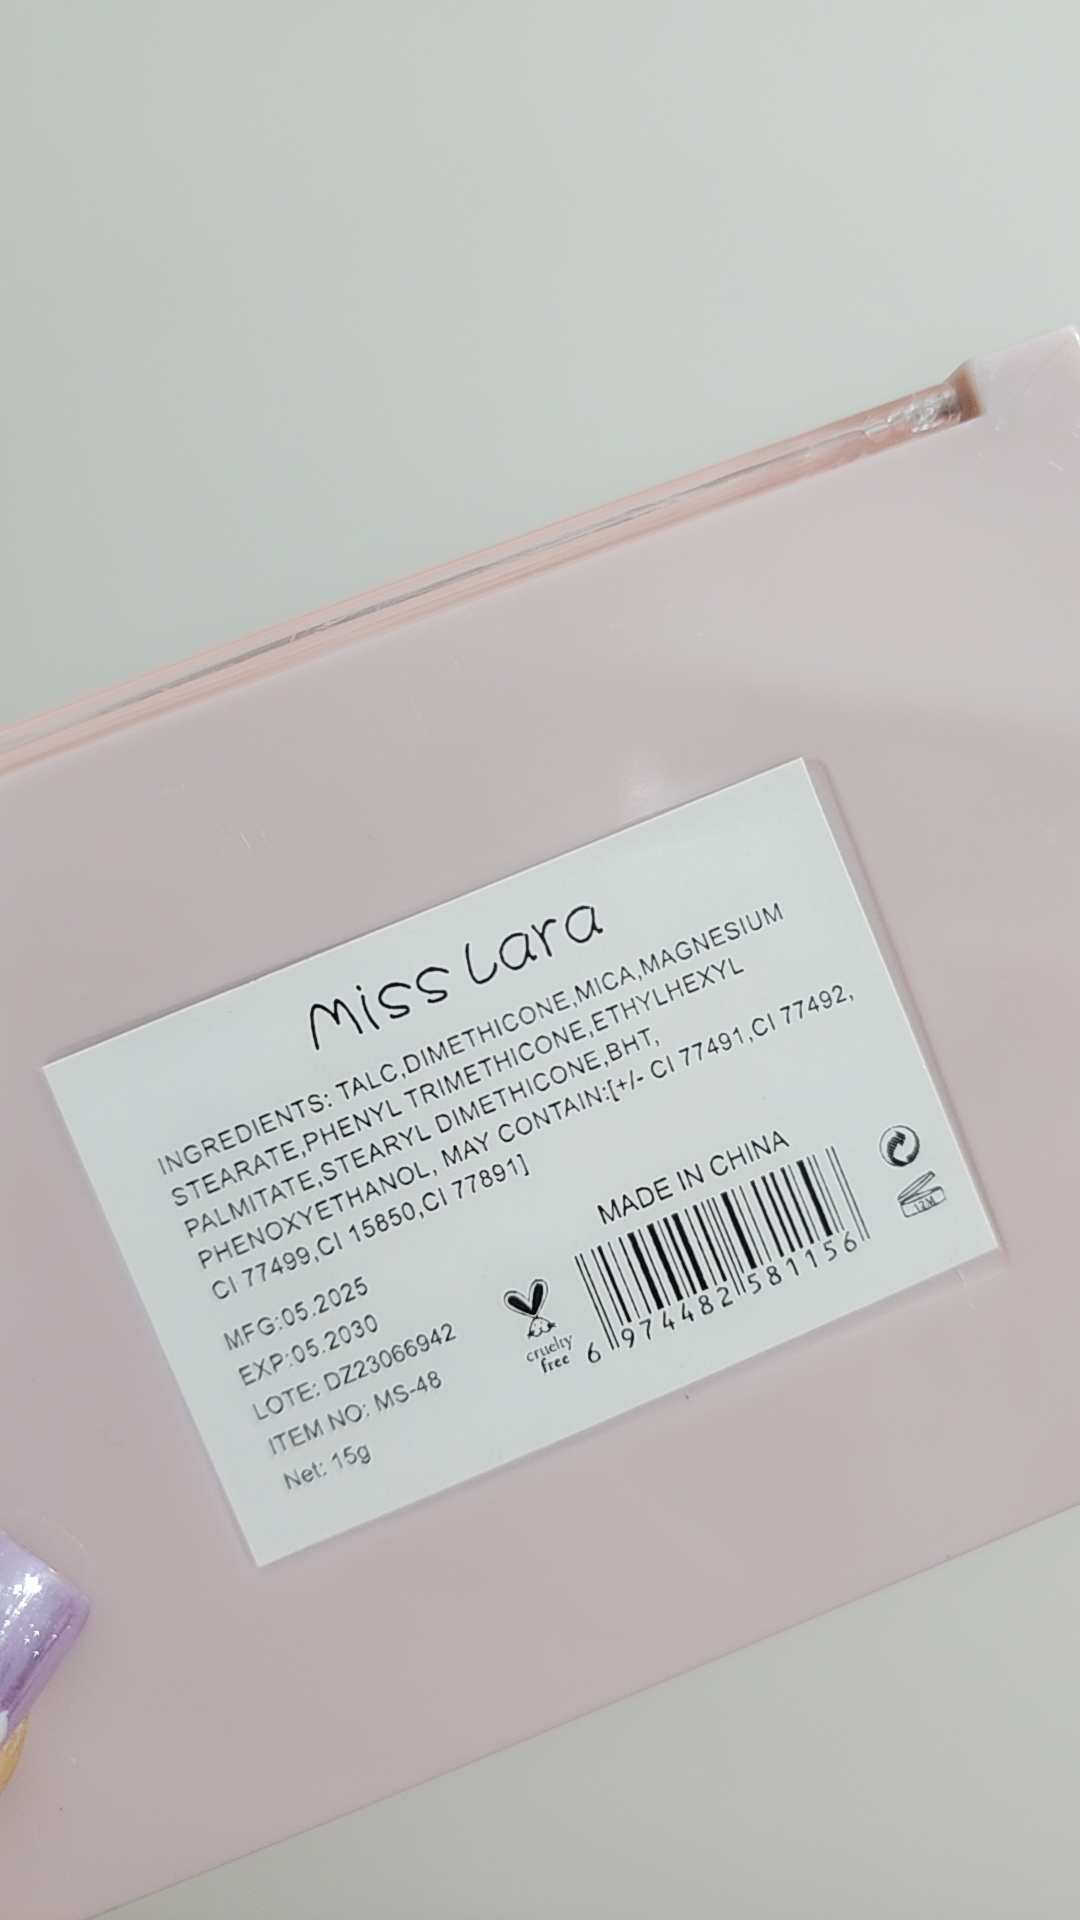 Miss Lara
INGREDIENTS: TALC,DIMETHICONE,MICA,MAGNESIUM
STEARATE,PHENYL TRIMETHICONE,ETHYLHEXYL
PALMITATE,STEARYL DIMETHICONE,BHT,
PHENOXYETHANOL, MAY CONTAIN:[+/- CI 77491,CI 77492,
CI 77499,CI 15850,CI 77891]
MFG:05.2025
EXP:05.2030
LOTE: DZ23066942
ITEM NO: MS-48
Net: 15g
cruelty
free
MADE IN CHINA
6 974482 581156
12M